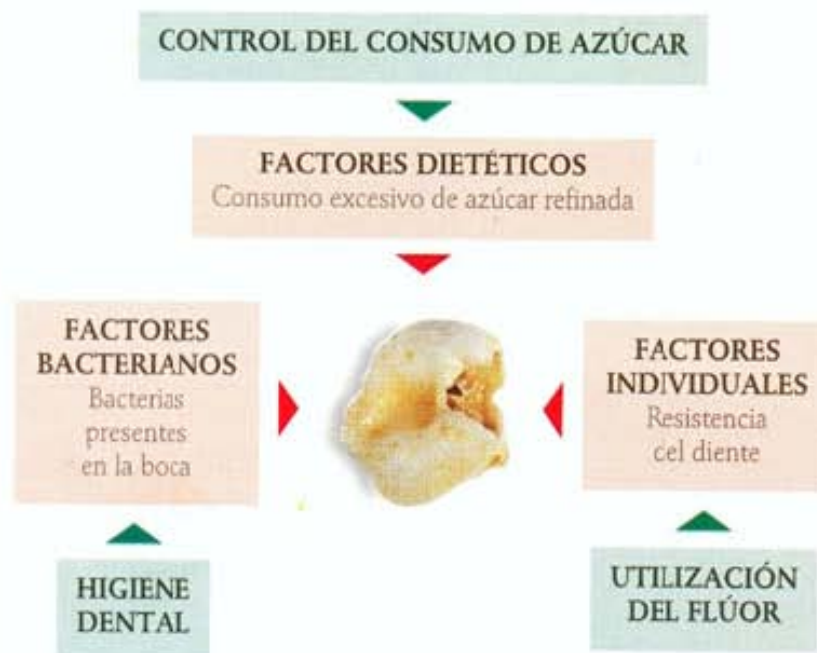 CONTROL DEL CONSUMO DE AZÚCAR
FACTORES DIETÉTICOS
Consumo excesivo de azúcar refinada
FACTORES
BACTERIANOS
Bacterias
presentes
en la boca
FACTORES
INDIVIDUALES
Resistencia
cel diente
HIGIENE
DENTAL
UTILIZACIÓN
DEL FLÚOR